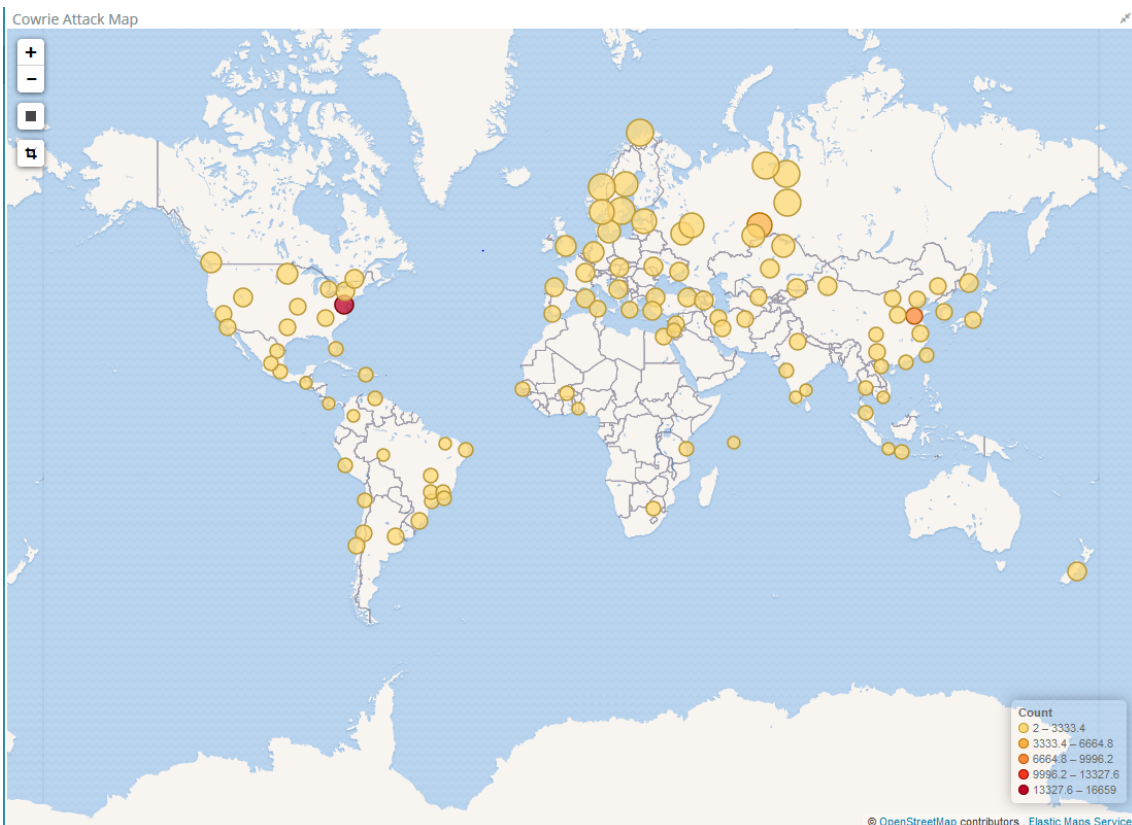 Cowrie Attack Map
+
−
Count
2 – 3333.4
3333.4 – 6664.8
6664.8 – 9996.2
9996.2 – 13327.6
13327.6 – 16659
© OpenStreetMap contributors , Elastic Maps Service